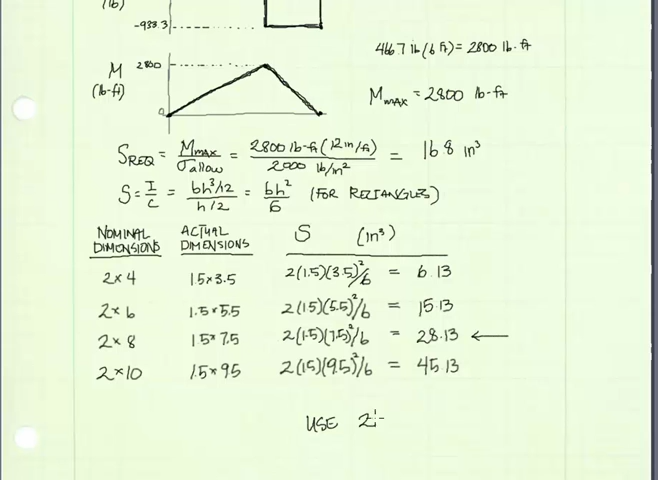 (lb)
-933.3
M 2800
(lb-ft)
0
466.7 lb (6 ft) = 2800 lb-ft
MMAX = 2800 lb-ft
SREQ = MMAX / σallow = 2800 lb-ft (12 in/ft) / 2000 lb/in² = 16.8 in³
S = I/C = bh³/12 / h/2 = bh²/6 (FOR RECTANGLES)
NOMINAL DIMENSIONS ACTUAL DIMENSIONS S (in³)
2×4 1.5×3.5 2(1.5)(3.5)²/6 = 6.13
2×6 1.5×5.5 2(1.5)(5.5)²/6 = 15.13
2×8 1.5×7.5 2(1.5)(7.5)²/6 = 28.13 ←
2×10 1.5×9.5 2(1.5)(9.5)²/6 = 45.13
USE 2